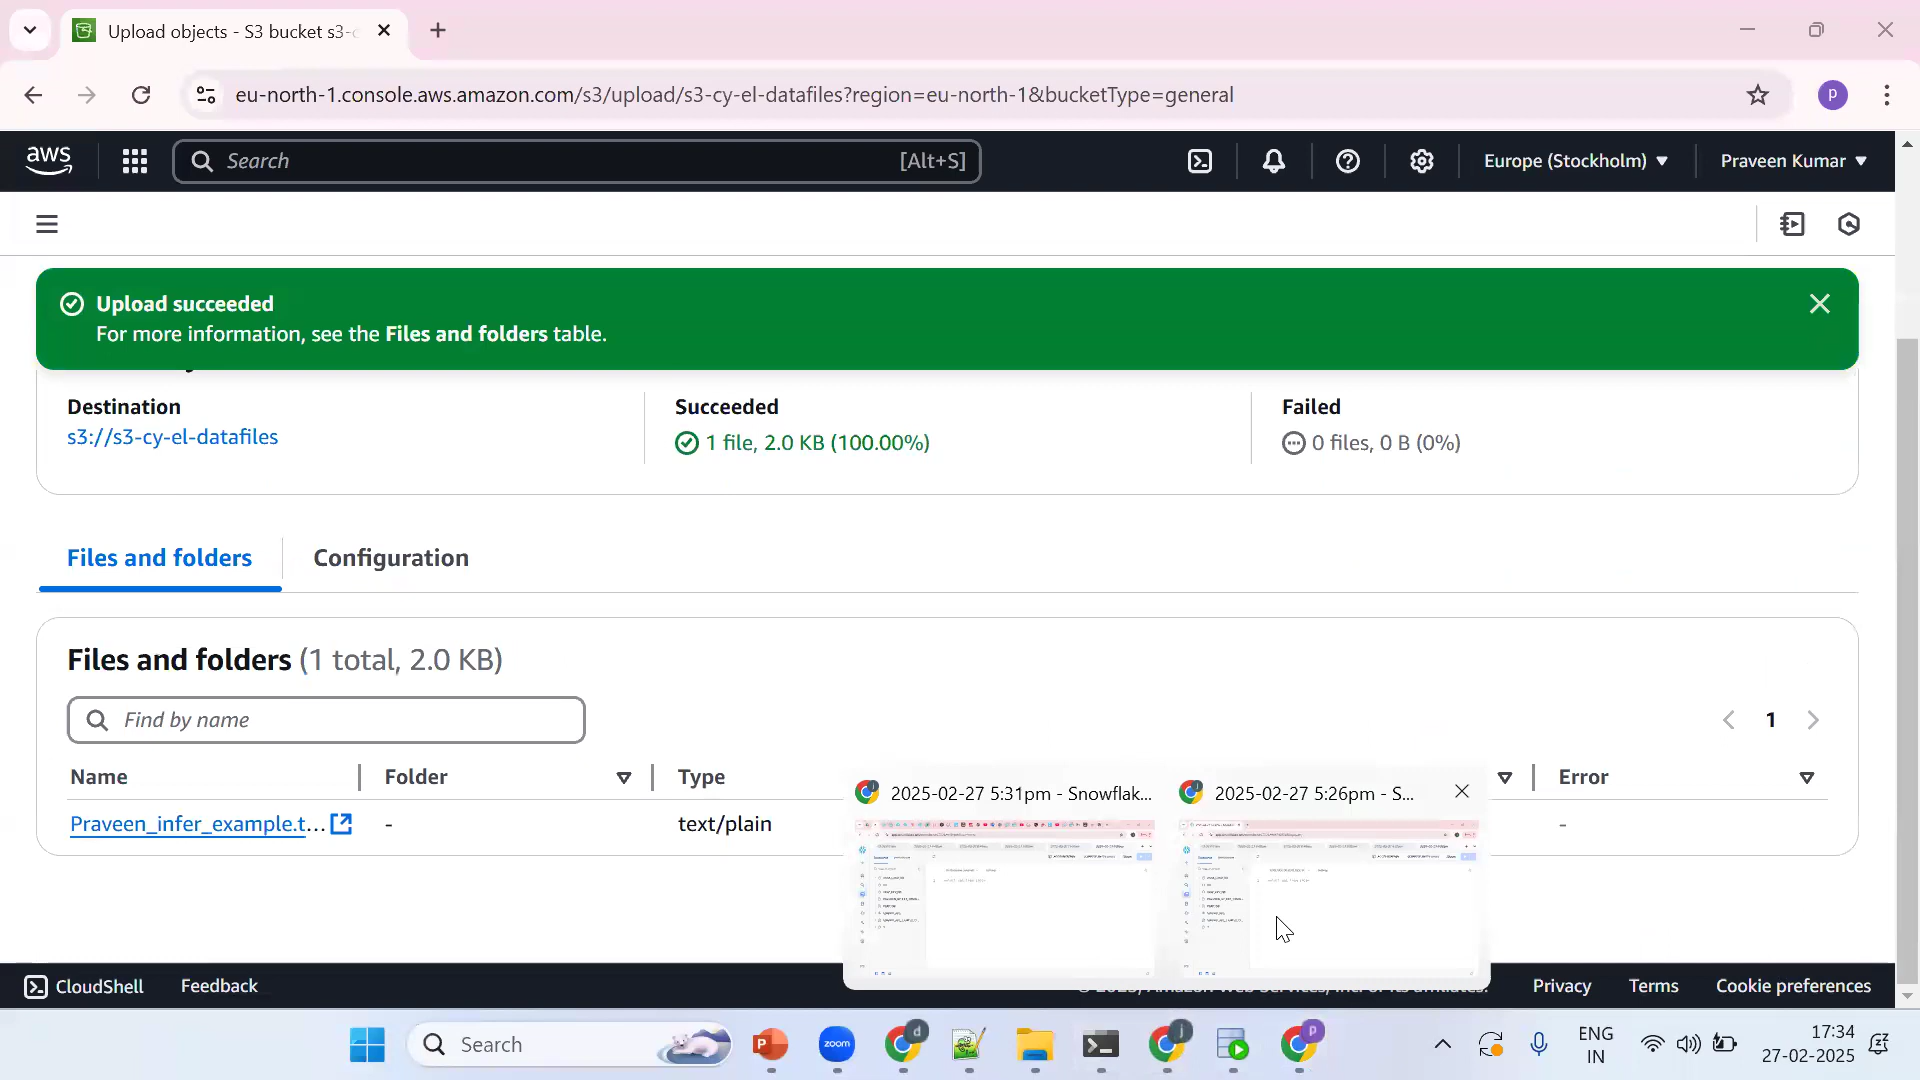 Upload objects - S3 bucket s3-c
eu-north-1.console.aws.amazon.com/s3/upload/s3-cy-el-datafiles?region=eu-north-1&bucketType=general
p
aws
Search
[Alt+S]
Europe (Stockholm)
Praveen Kumar
Upload succeeded
For more information, see the Files and folders table.
Destination
Succeeded
Failed
s3://s3-cy-el-datafiles
1 file, 2.0 KB (100.00%)
0 files, 0 B (0%)
Files and folders
Configuration
Files and folders (1 total, 2.0 KB)
Find by name
1
Name
Folder
Type
Error
Praveen_infer_example.t...
-
text/plain
-
2025-02-27 5:31pm - Snowflak...
2025-02-27 5:26pm - S...
CloudShell
Feedback
Privacy
Terms
Cookie preferences
Search
zoom
d
j
p
ENG
IN
17:34
27-02-2025